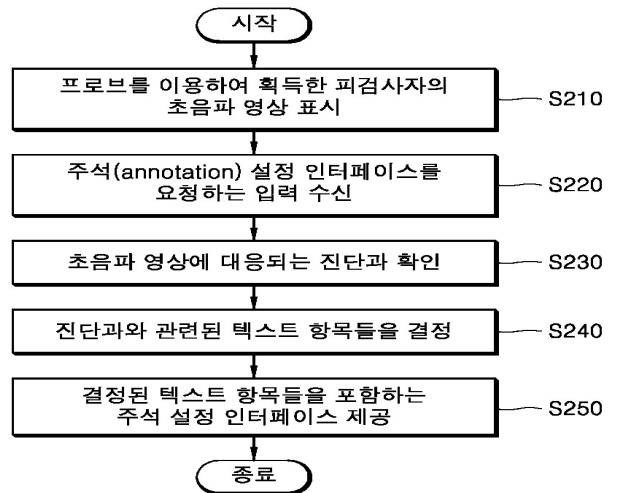 시작
프로브를 이용하여 획득한 피검사자의
초음파 영상 표시
S210
주석(annotation) 설정 인터페이스를
요청하는 입력 수신
S220
초음파 영상에 대응되는 진단과 확인
S230
진단과와 관련된 텍스트 항목들을 결정
S240
결정된 텍스트 항목들을 포함하는
주석 설정 인터페이스 제공
S250
종료